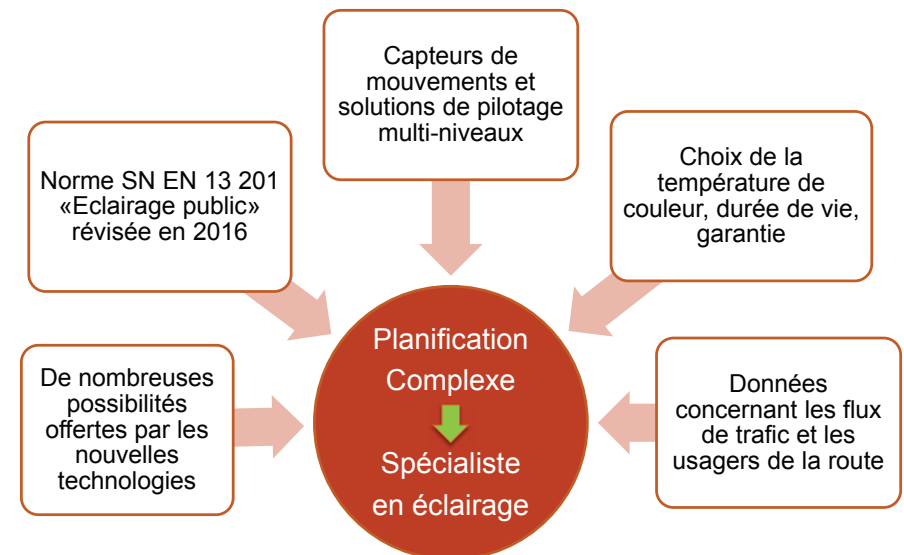 Capteurs de
mouvements et
solutions de pilotage
multi-niveaux
Norme SN EN 13 201
«Eclairage public»
révisée en 2016
Choix de la
température de
couleur, durée de vie,
garantie
De nombreuses
possibilités
offertes par les
nouvelles
technologies
Planification
Complexe
Spécialiste
en éclairage
Données
concernant les flux
de trafic et les
usagers de la route